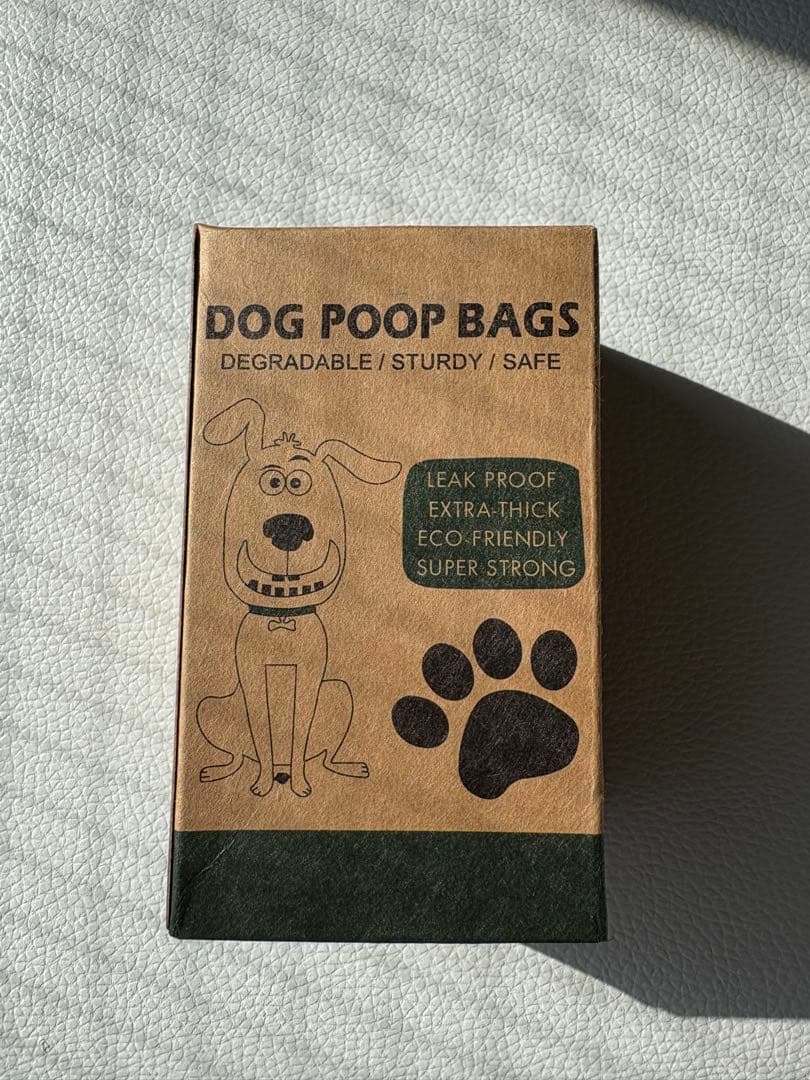 DOG POOP BAGS
DEGRADABLE / STURDY / SAFE
LEAK PROOF
EXTRA-THICK
ECO-FRIENDLY
SUPER STRONG